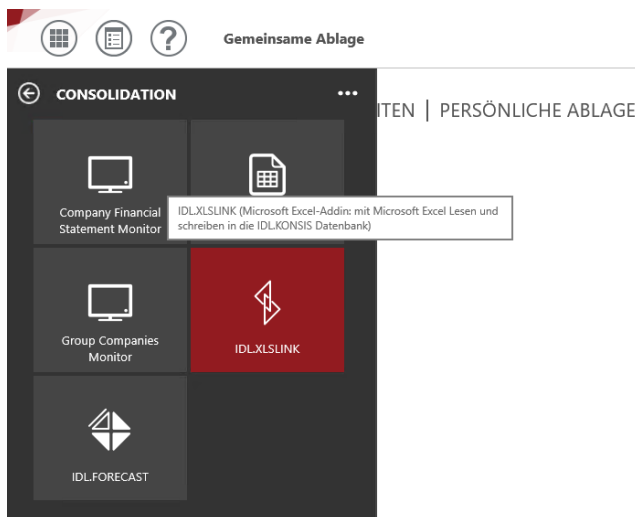 ?
Gemeinsame Ablage
CONSOLIDATION
ITEN | PERSÖNLICHE ABLAGE
Company Financial
Statement Monitor
IDL.XLSLINK (Microsoft Excel-Addin: mit Microsoft Excel Lesen und
schreiben in die IDL.KONSIS Datenbank)
Group Companies
Monitor
IDL.XLSLINK
IDL.FORECAST